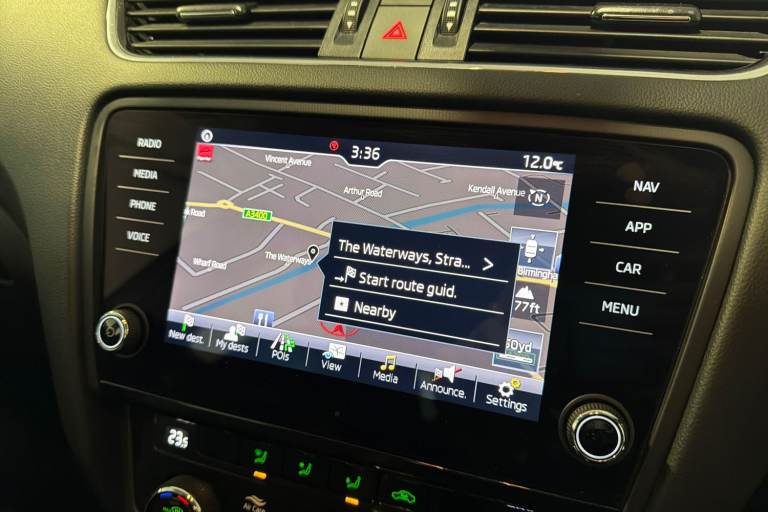 RADIO
MEDIA
PHONE
VOICE
3:36
12.0°C
Vincent Avenue
Arthur Road
Kendall Avenue
N
Road
A3400
Wharf Road
The Waterways
The Waterways, Stra...
Start route guid.
Nearby
77ft
New dest.
My dests
POIs
View
Media
Announce.
Settings
NAV
APP
CAR
MENU
23.5